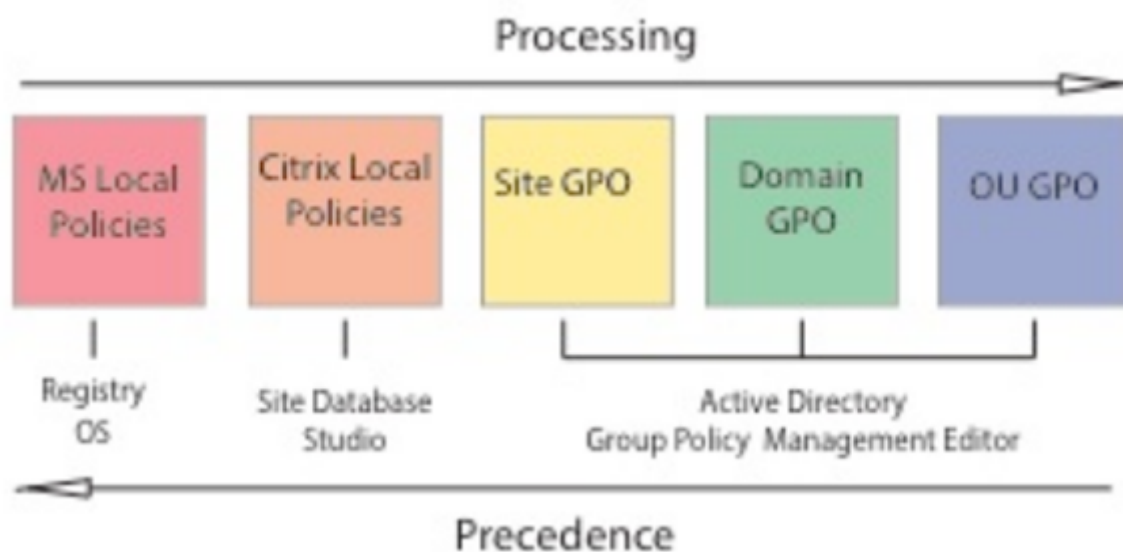 Processing
MS Local
Policies
Citrix Local
Policies
Site GPO
Domain
GPO
OU GPO
Registry
OS
Site Database
Studio
Active Directory
Group Policy Management Editor
Precedence